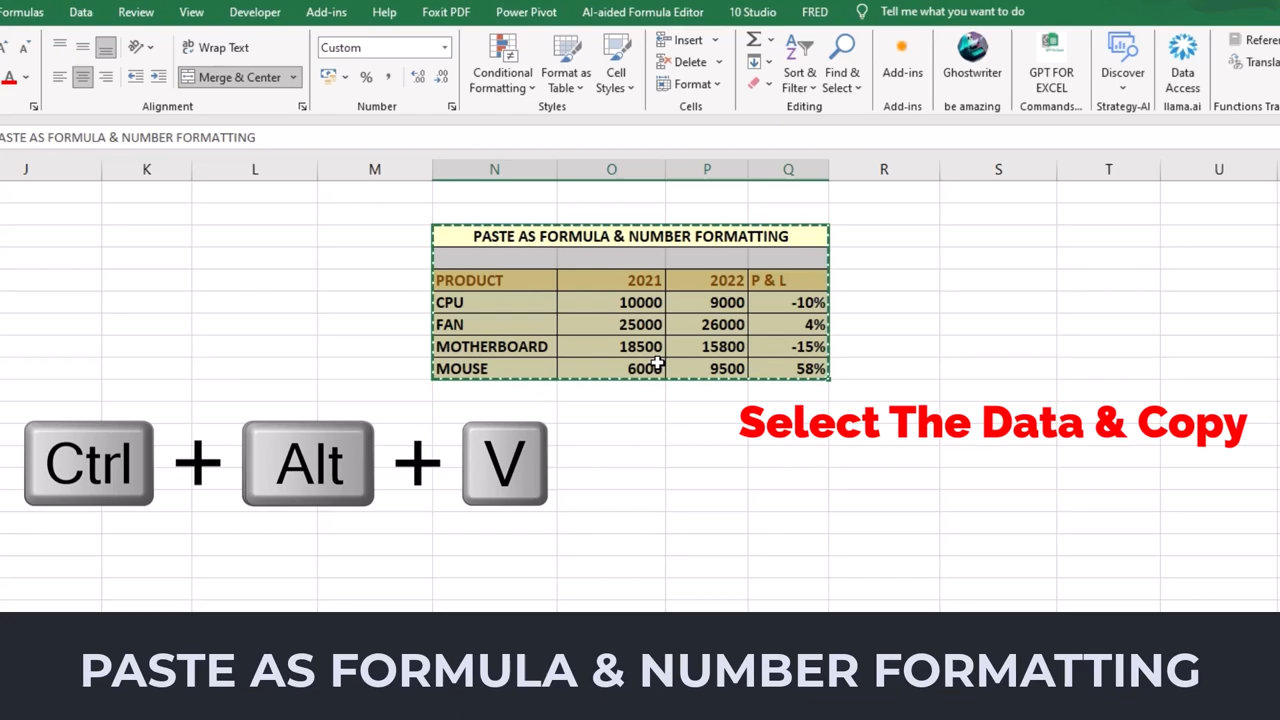 Formulas Data Review View Developer Add-ins Help Foxit PDF Power Pivot AI-aided Formula Editor 10 Studio FRED Tell me what you want to do
A ab Wrap Text Custom Conditional Formatting Format as Table Cell Styles Insert Sort & Filter Find & Select Add-ins Ghostwriter GPT FOR EXCEL Discover Data Access
A Merge & Center % Delete Format
Alignment Number Styles Cells Editing Add-ins be amazing Commands... Strategy-AI llama.ai
PASTE AS FORMULA & NUMBER FORMATTING
J K L M N O P Q R S T U
PASTE AS FORMULA & NUMBER FORMATTING
PRODUCT 2021 2022 P & L
CPU 10000 9000 -10%
FAN 25000 26000 4%
MOTHERBOARD 18500 15800 -15%
MOUSE 6000 9500 58%
Select The Data & Copy
Ctrl + Alt + V
PASTE AS FORMULA & NUMBER FORMATTING